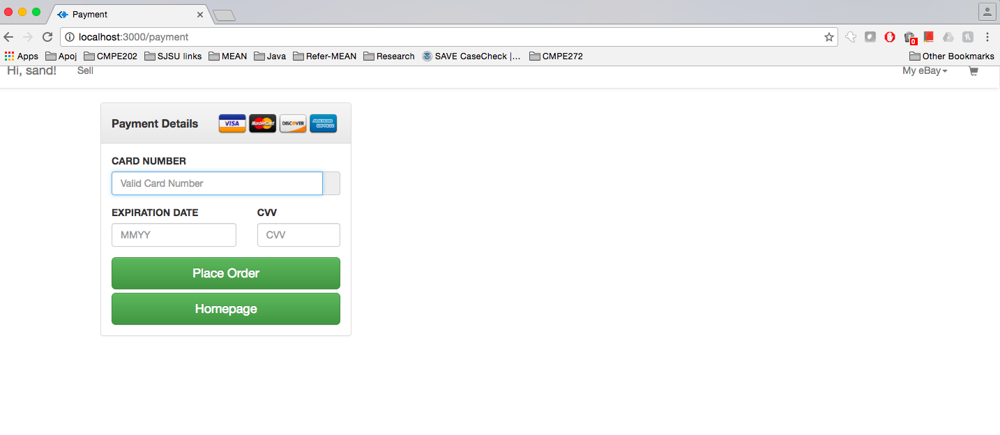 Payment
localhost:3000/payment
0
Apps Apoj CMPE202 SJSU links MEAN Java Refer-MEAN Research SAVE CaseCheck |... CMPE272 Other Bookmarks
Hi, sand! Sell My eBay
Payment Details VISA MasterCard DISCOVER AMERICAN EXPRESS
CARD NUMBER
Valid Card Number
EXPIRATION DATE CVV
MMYY CVV
Place Order
Homepage